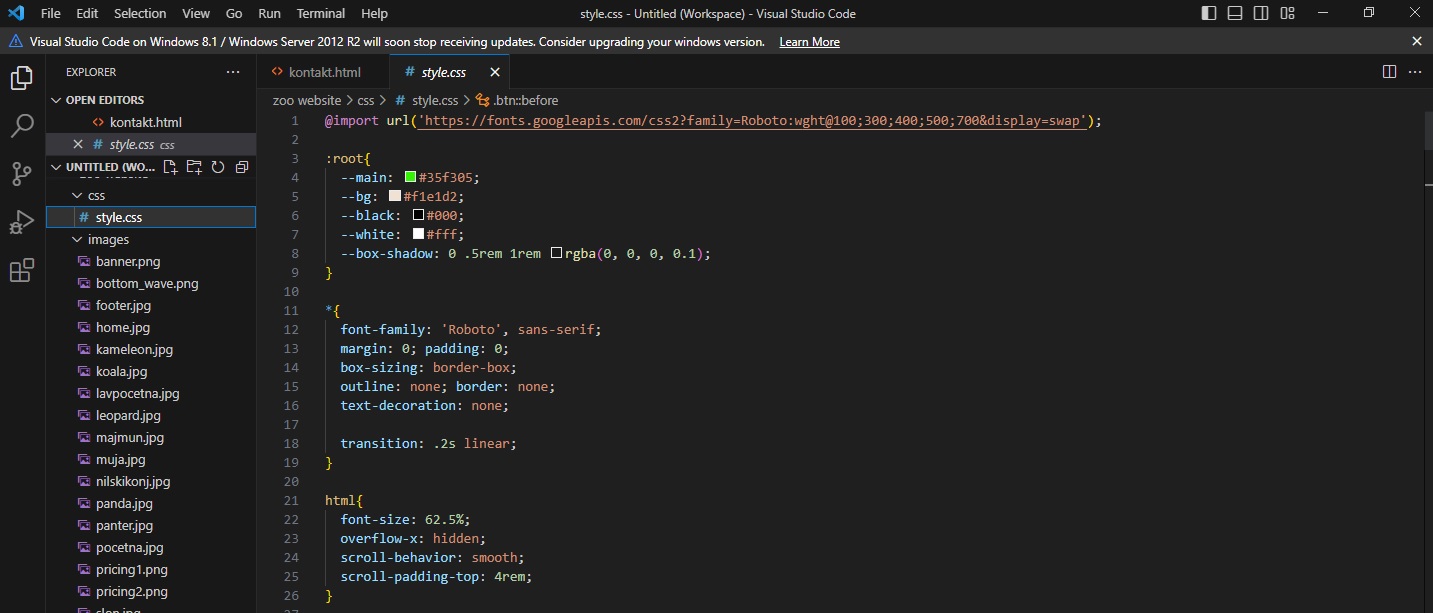 File Edit Selection View Go Run Terminal Help style.css - Untitled (Workspace) - Visual Studio Code
Visual Studio Code on Windows 8.1 / Windows Server 2012 R2 will soon stop receiving updates. Consider upgrading your windows version. Learn More
EXPLORER
OPEN EDITORS
kontakt.html
style.css css
UNTITLED (WO...
css
style.css
images
banner.png
bottom_wave.png
footer.jpg
home.jpg
kameleon.jpg
koala.jpg
lavpocetna.jpg
leopard.jpg
majmun.jpg
muja.jpg
nilskikonj.jpg
panda.jpg
panter.jpg
pocetna.jpg
pricing1.png
pricing2.png
kontakt.html # style.css
zoo website > css > # style.css > .btn::before
1 @import url('https://fonts.googleapis.com/css2?family=Roboto:wght@100;300;400;500;700&display=swap');
2
3 :root{
4 --main: #35f305;
5 --bg: #f1e1d2;
6 --black: #000;
7 --white: #fff;
8 --box-shadow: 0 .5rem 1rem rgba(0, 0, 0, 0.1);
9 }
10
11 *{
12 font-family: 'Roboto', sans-serif;
13 margin: 0; padding: 0;
14 box-sizing: border-box;
15 outline: none; border: none;
16 text-decoration: none;
17
18 transition: .2s linear;
19 }
20
21 html{
22 font-size: 62.5%;
23 overflow-x: hidden;
24 scroll-behavior: smooth;
25 scroll-padding-top: 4rem;
26 }